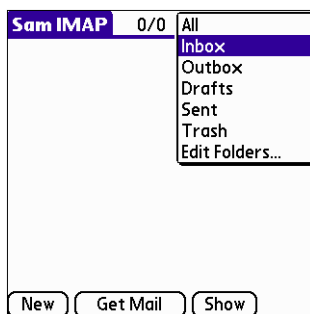 Sam IMAP 0/0 All
Inbox
Outbox
Drafts
Sent
Trash
Edit Folders...
New Get Mail Show